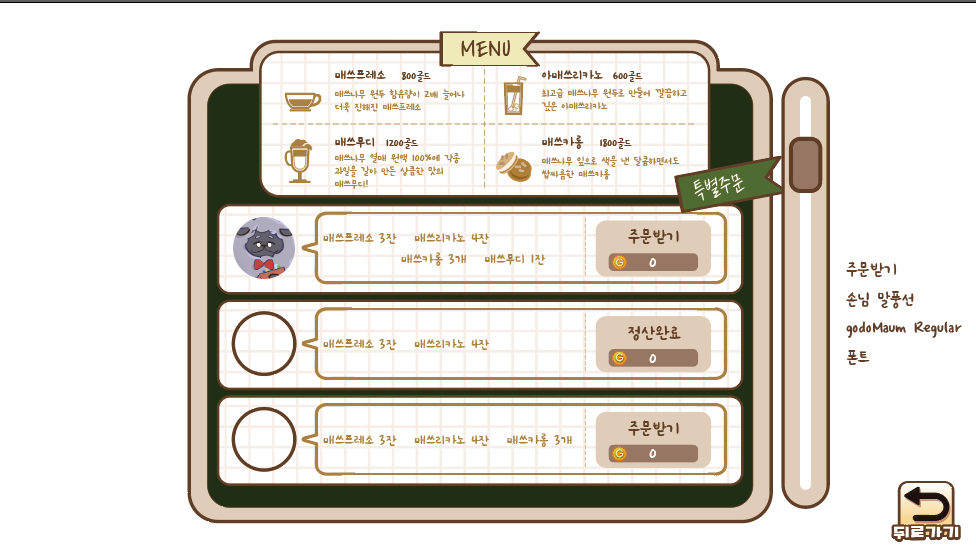 MENU
매쓰프레소 800골드
매쓰나무 원두 함유량이 2배 늘어나
더욱 진해진 매쓰프레소
아매쓰리카노 600골드
최고급 매쓰나무 원두로 만들어 깔끔하고
깊은 아매쓰리카노
매쓰무디 1200골드
매쓰나무 열매 원액 100%에 각종
과일을 갈아 만든 상큼한 맛의
매쓰무디!
매쓰카롱 1800골드
매쓰나무 잎으로 색을 낸 달콤하면서도
쌉싸름한 매쓰카롱
특별주문
매쓰프레소 3잔 매쓰리카노 4잔
매쓰카롱 3개 매쓰무디 1잔
주문받기
G 0
매쓰프레소 3잔 매쓰리카노 4잔
정산완료
G 0
매쓰프레소 3잔 매쓰리카노 4잔 매쓰카롱 3개
주문받기
G 0
주문받기
손님 말풍선
godoMaum Regular
폰트
뒤로가기